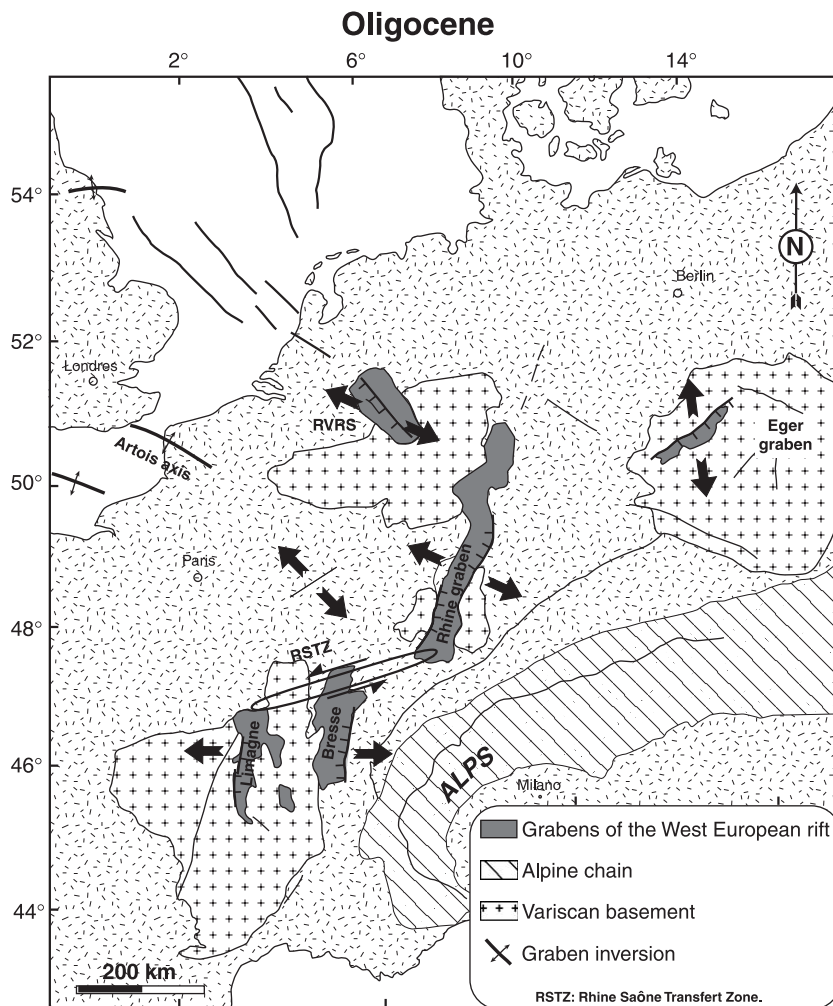 Oligocene
2° 6° 10° 14°
54°
N
Berlin
52°
Londres
RVRS
Eger
graben
Artois axis
50°
Paris
Rhine graben
48°
RSTZ
46°
Limagne
Bresse
ALPS
Milano
Grabens of the West European rift
Alpine chain
Variscan basement
44°
Graben inversion
200 km
RSTZ: Rhine Saône Transfert Zone.